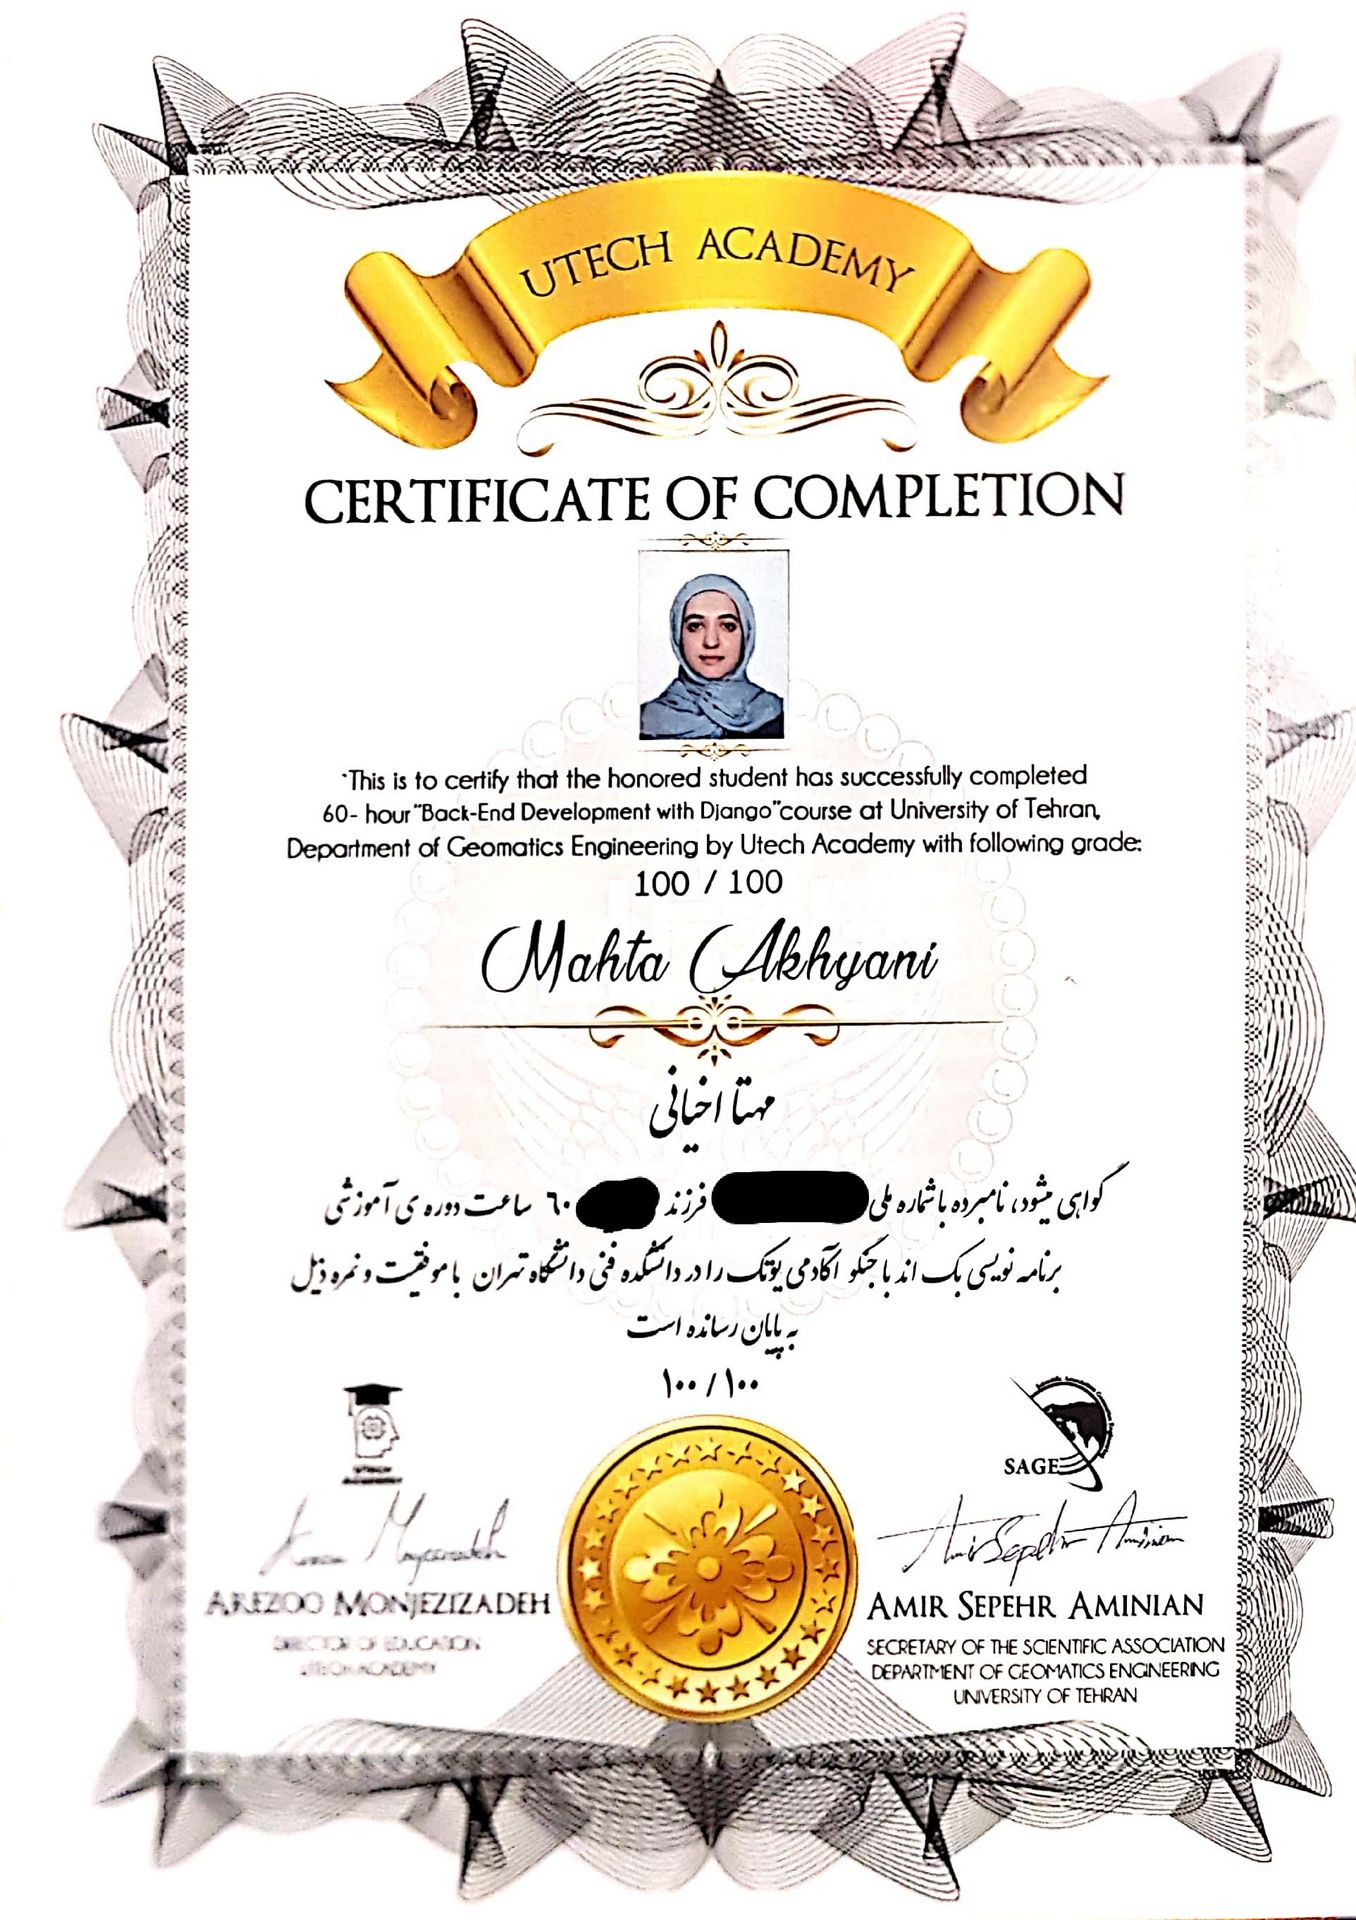 UTECH ACADEMY
CERTIFICATE OF COMPLETION
"This is to certify that the honored student has successfully completed
60- hour "Back-End Development with Django" course at University of Tehran,
Department of Geomatics Engineering by Utech Academy with following grade:
100 / 100
Mahta Akhyani
مهتا اخیانی
گواهی میشود، نامبرده با شماره ملی فرزند ٦٠ ساعت دوره ی آموزشی
برنامه نویسی بک اند با جنگو آکادمی یوتک را در دانشکده فنی دانشگاه تهران با موفقیت و نمره ذیل
به پایان رسانده است
۱۰۰ / ۱۰۰
UTECH
ACADEMY
SAGE
AREZOO MONJEZIZADEH
DIRECTOR OF EDUCATION
UTECH ACADEMY
Amir Sepehr Aminian
AMIR SEPEHR AMINIAN
SECRETARY OF THE SCIENTIFIC ASSOCIATION
DEPARTMENT OF GEOMATICS ENGINEERING
UNIVERSITY OF TEHRAN